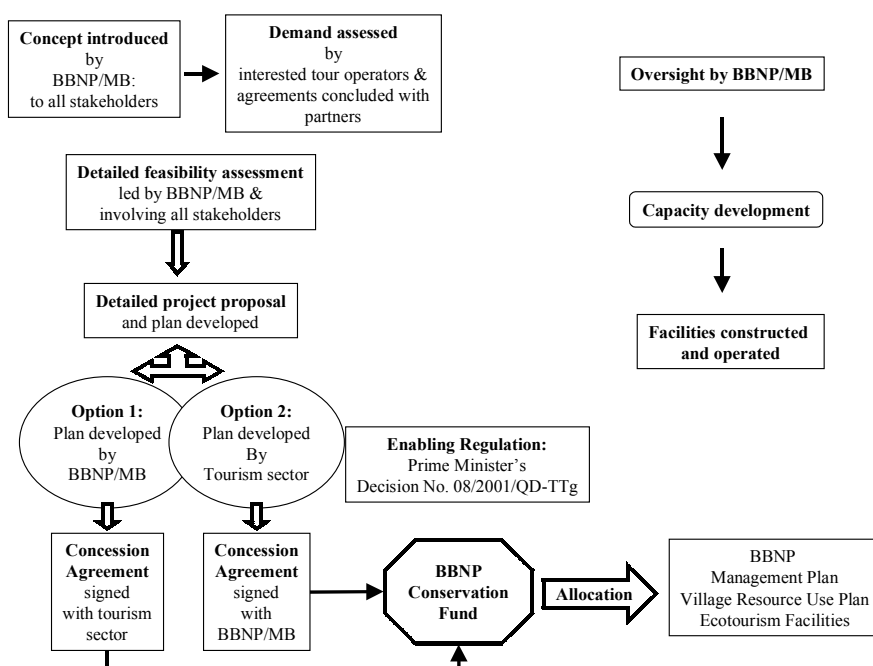 Concept introduced
by
BBNP/MB:
to all stakeholders
Demand assessed
by
interested tour operators &
agreements concluded with
partners
Oversight by BBNP/MB
Detailed feasibility assessment
led by BBNP/MB &
involving all stakeholders
Capacity development
Detailed project proposal
and plan developed
Facilities constructed
and operated
Option 1:
Plan developed
by
BBNP/MB
Option 2:
Plan developed
By
Tourism sector
Enabling Regulation:
Prime Minister’s
Decision No. 08/2001/QD-TTg
Concession
Agreement
signed
with tourism
sector
Concession
Agreement
signed
with
BBNP/MB
BBNP
Conservation
Fund
Allocation
BBNP
Management Plan
Village Resource Use Plan
Ecotourism Facilities